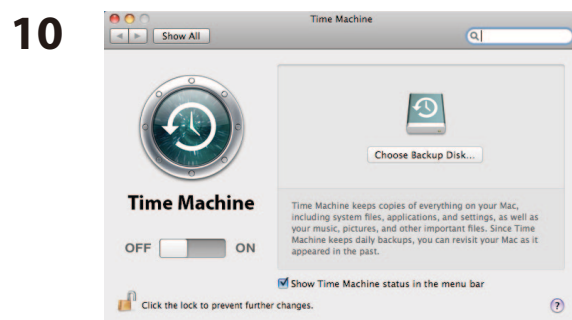 10
Time Machine
Show All
Choose Backup Disk...
Time Machine
OFF ON
Time Machine keeps copies of everything on your Mac,
including system files, applications, and settings, as well as
your music, pictures, and other important files. Since Time
Machine keeps daily backups, you can revisit your Mac as it
appeared in the past.
Show Time Machine status in the menu bar
Click the lock to prevent further changes.
?